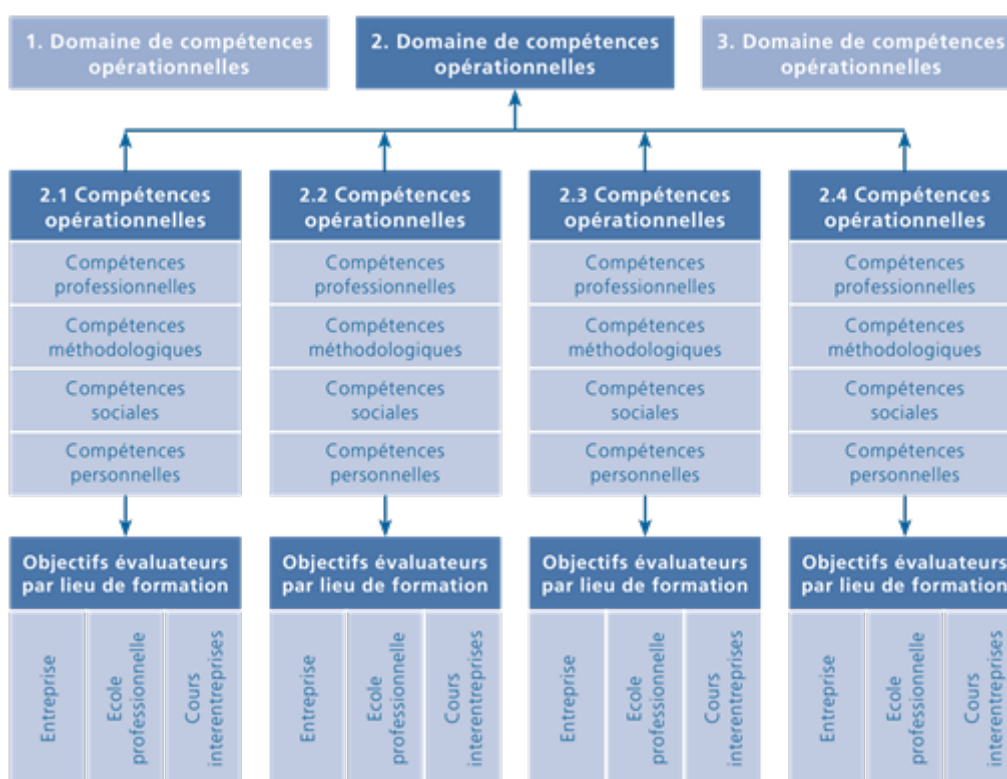 1. Domaine de compétences
opérationnelles
2. Domaine de compétences
opérationnelles
3. Domaine de compétences
opérationnelles
2.1 Compétences
opérationnelles
2.2 Compétences
opérationnelles
2.3 Compétences
opérationnelles
2.4 Compétences
opérationnelles
Compétences
professionnelles
Compétences
professionnelles
Compétences
professionnelles
Compétences
professionnelles
Compétences
méthodologiques
Compétences
méthodologiques
Compétences
méthodologiques
Compétences
méthodologiques
Compétences
sociales
Compétences
sociales
Compétences
sociales
Compétences
sociales
Compétences
personnelles
Compétences
personnelles
Compétences
personnelles
Compétences
personnelles
Objectifs évaluateurs
par lieu de formation
Objectifs évaluateurs
par lieu de formation
Objectifs évaluateurs
par lieu de formation
Objectifs évaluateurs
par lieu de formation
Entreprise
Ecole
professionnelle
Cours
interentreprises
Entreprise
Ecole
professionnelle
Cours
interentreprises
Entreprise
Ecole
professionnelle
Cours
interentreprises
Entreprise
Ecole
professionnelle
Cours
interentreprises